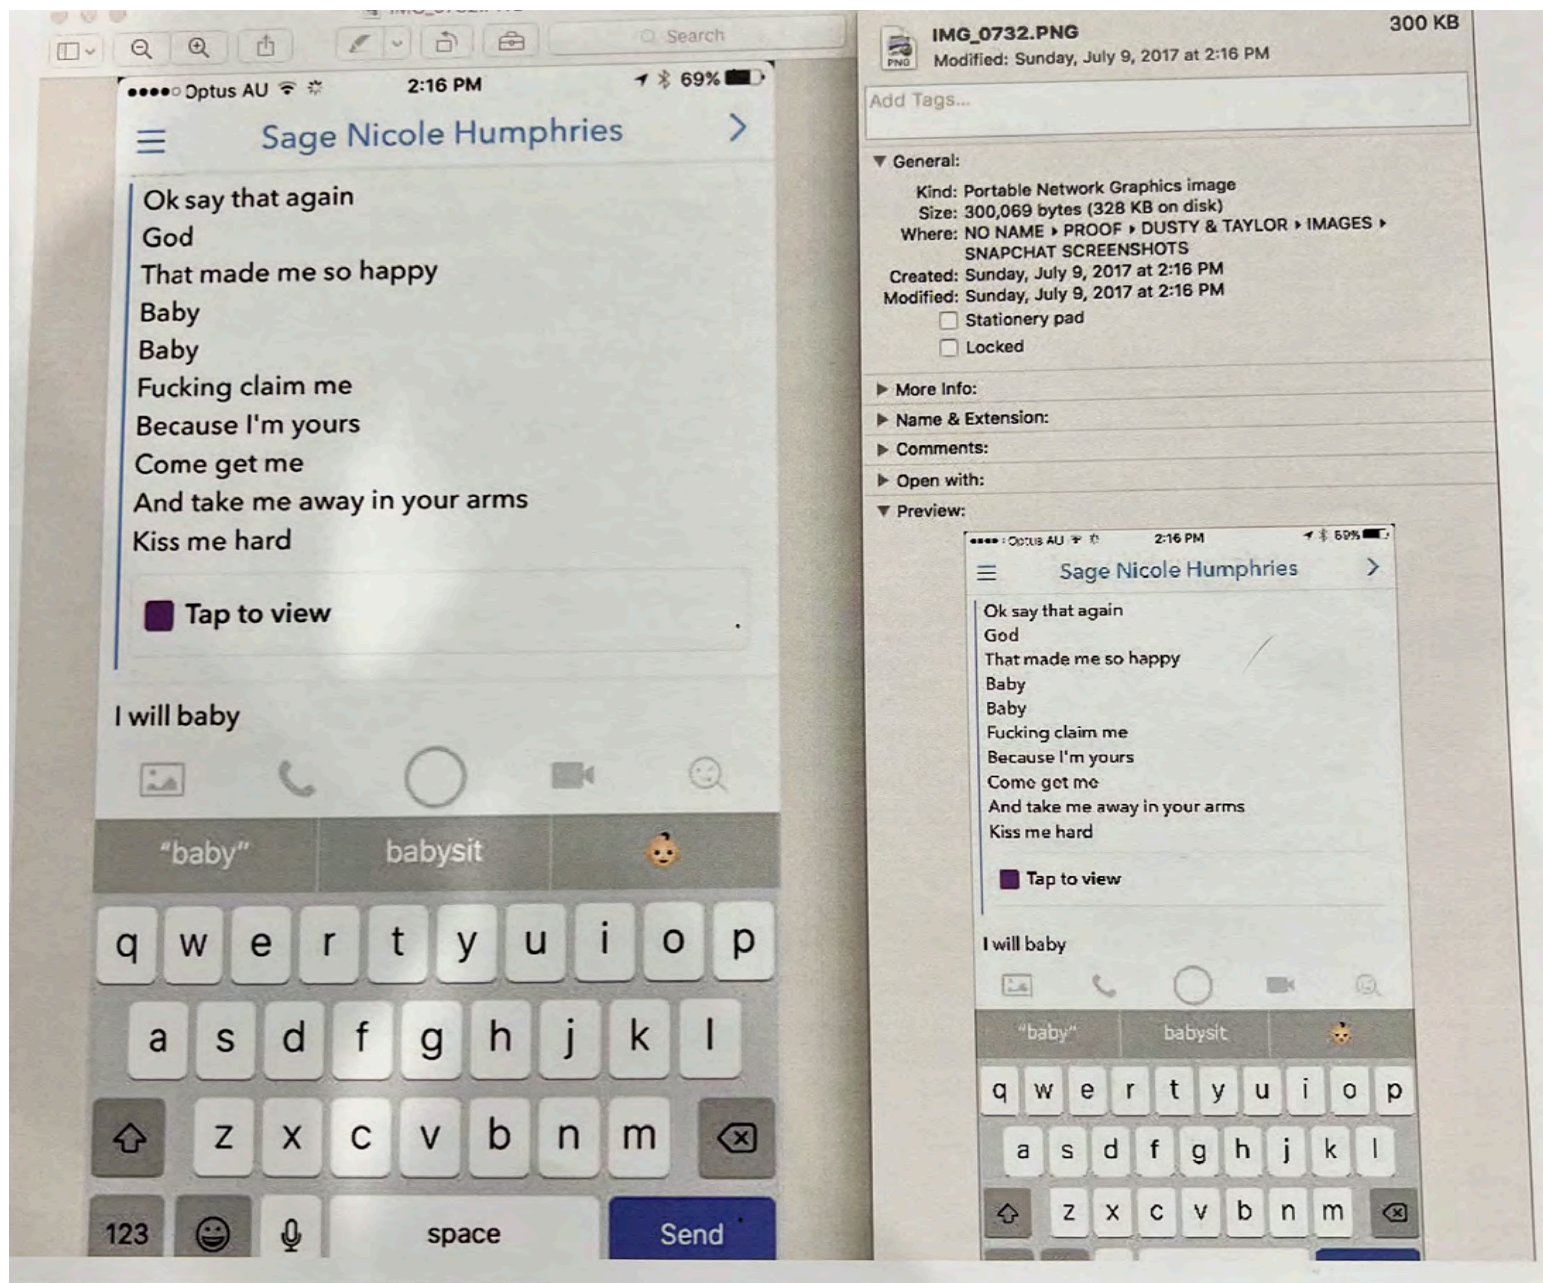 Search
●●●●○ Optus AU 2:16 PM 69%
Sage Nicole Humphries
Ok say that again
God
That made me so happy
Baby
Baby
Fucking claim me
Because I'm yours
Come get me
And take me away in your arms
Kiss me hard
Tap to view
I will baby
"baby" babysit
q w e r t y u i o p
a s d f g h j k l
z x c v b n m
123 space Send
IMG_0732.PNG 300 KB
Modified: Sunday, July 9, 2017 at 2:16 PM
PNG
Add Tags...
General:
Kind: Portable Network Graphics image
Size: 300,069 bytes (328 KB on disk)
Where: NO NAME ▸ PROOF ▸ DUSTY & TAYLOR ▸ IMAGES ▸
SNAPCHAT SCREENSHOTS
Created: Sunday, July 9, 2017 at 2:16 PM
Modified: Sunday, July 9, 2017 at 2:16 PM
Stationery pad
Locked
More Info:
Name & Extension:
Comments:
Open with:
Preview:
Optus AU 2:16 PM 69%
Sage Nicole Humphries
Ok say that again
God
That made me so happy
Baby
Baby
Fucking claim me
Because I'm yours
Come get me
And take me away in your arms
Kiss me hard
Tap to view
I will baby
"baby" babysit
q w e r t y u i o p
a s d f g h j k l
z x c v b n m